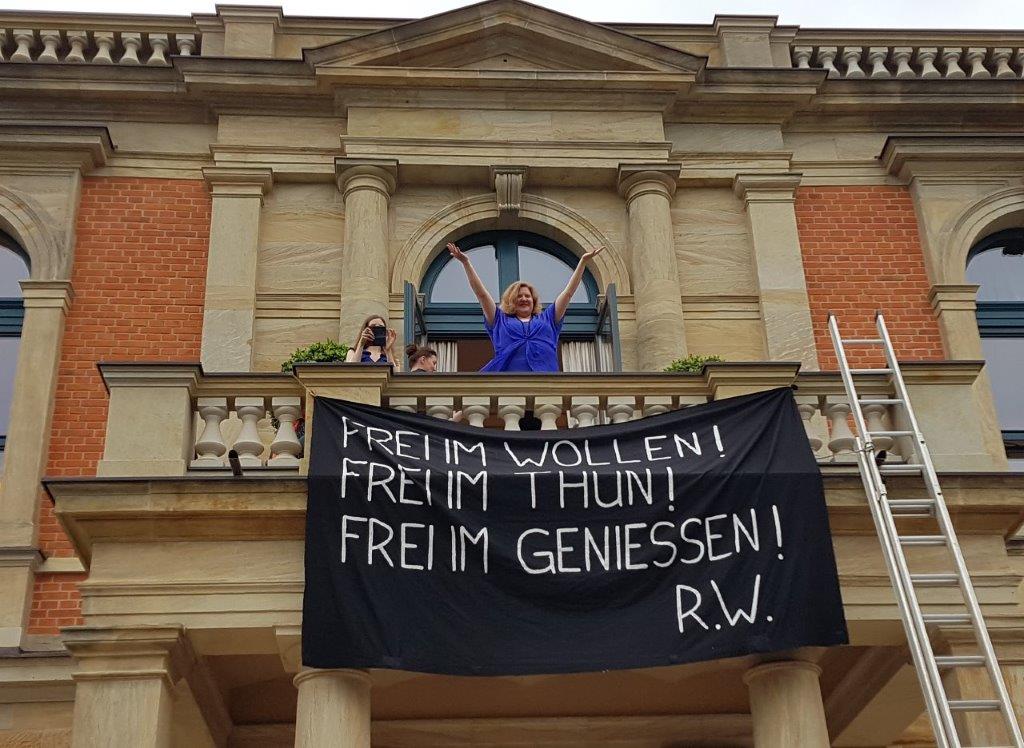 FREI IM WOLLEN!
FREI IM THUN!
FREI IM GENIESSEN!
R.W.